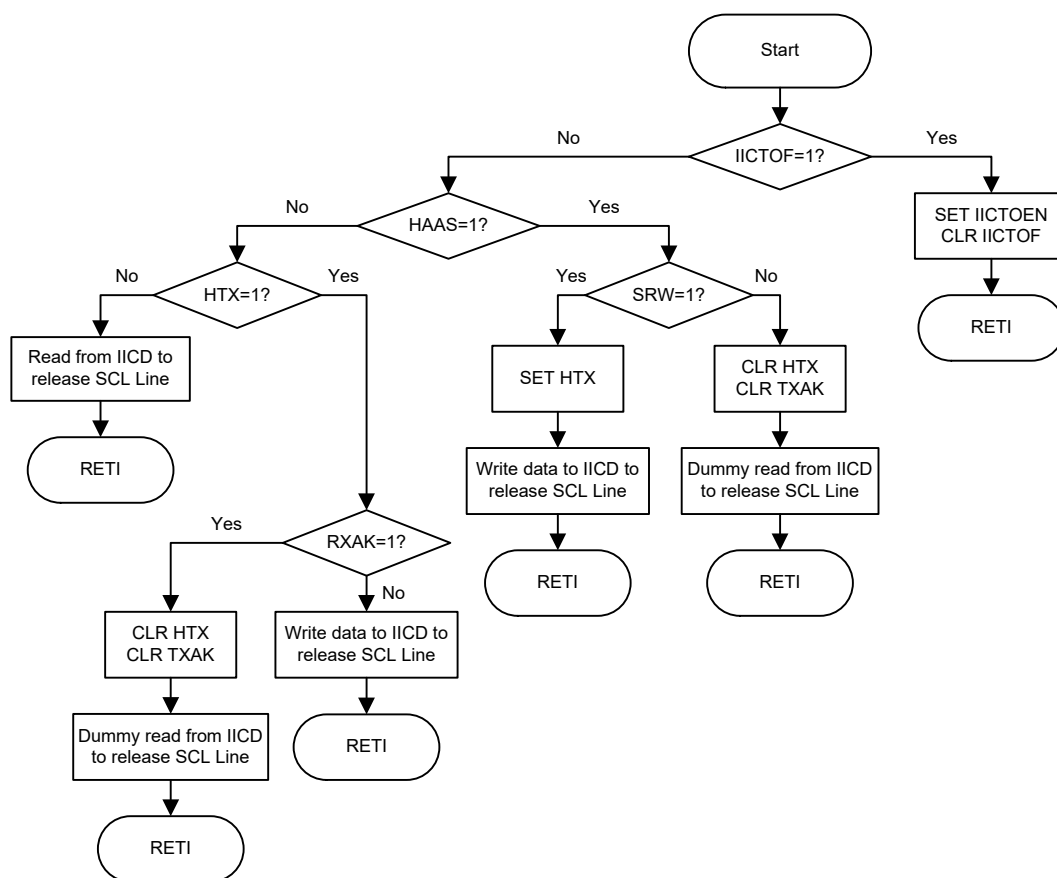 Start
No
IICTOF=1?
Yes
No
HAAS=1?
Yes
SET IICTOEN
CLR IICTOF
No
HTX=1?
Yes
Yes
SRW=1?
No
RETI
Read from IICD to
release SCL Line
SET HTX
CLR HTX
CLR TXAK
RETI
Write data to IICD to
release SCL Line
Dummy read from IICD
to release SCL Line
Yes
RXAK=1?
No
RETI
RETI
CLR HTX
CLR TXAK
Write data to IICD to
release SCL Line
Dummy read from IICD
to release SCL Line
RETI
RETI